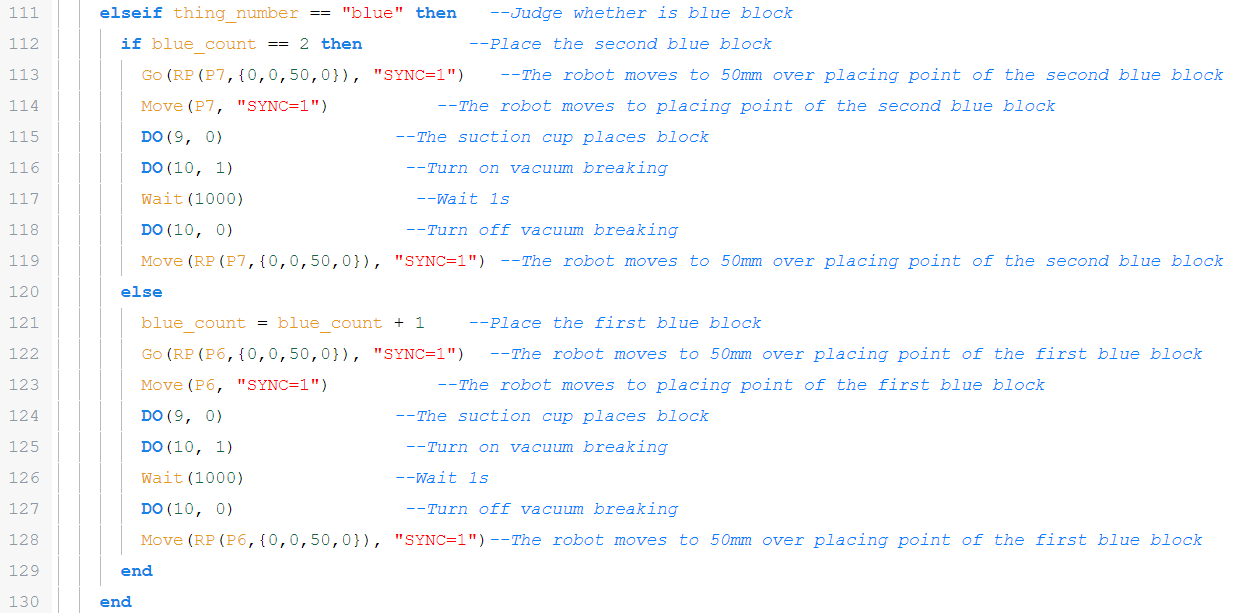 111 elseif thing_number == "blue" then --Judge whether is blue block
112 if blue_count == 2 then --Place the second blue block
113 Go(RP(P7,{0,0,50,0}), "SYNC=1") --The robot moves to 50mm over placing point of the second blue block
114 Move(P7, "SYNC=1") --The robot moves to placing point of the second blue block
115 DO(9, 0) --The suction cup places block
116 DO(10, 1) --Turn on vacuum breaking
117 Wait(1000) --Wait 1s
118 DO(10, 0) --Turn off vacuum breaking
119 Move(RP(P7,{0,0,50,0}), "SYNC=1") --The robot moves to 50mm over placing point of the second blue block
120 else
121 blue_count = blue_count + 1 --Place the first blue block
122 Go(RP(P6,{0,0,50,0}), "SYNC=1") --The robot moves to 50mm over placing point of the first blue block
123 Move(P6, "SYNC=1") --The robot moves to placing point of the first blue block
124 DO(9, 0) --The suction cup places block
125 DO(10, 1) --Turn on vacuum breaking
126 Wait(1000) --Wait 1s
127 DO(10, 0) --Turn off vacuum breaking
128 Move(RP(P6,{0,0,50,0}), "SYNC=1")--The robot moves to 50mm over placing point of the first blue block
129 end
130 end